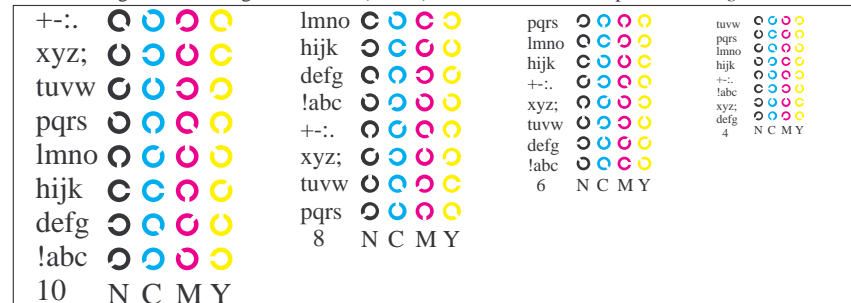 +-:.
xyz;
tuvw
pqrs
lmno
hijk
defg
!abc
10 N C M Y
lmno
hijk
defg
!abc
+-:.
xyz;
tuvw
pqrs
8 N C M Y
pqrs
lmno
hijk
+-:.
xyz;
tuvw
defg
!abc
6 N C M Y
tuvw
pqrs
lmno
hijk
+-:.
!abc
xyz;
defg
4 N C M Y